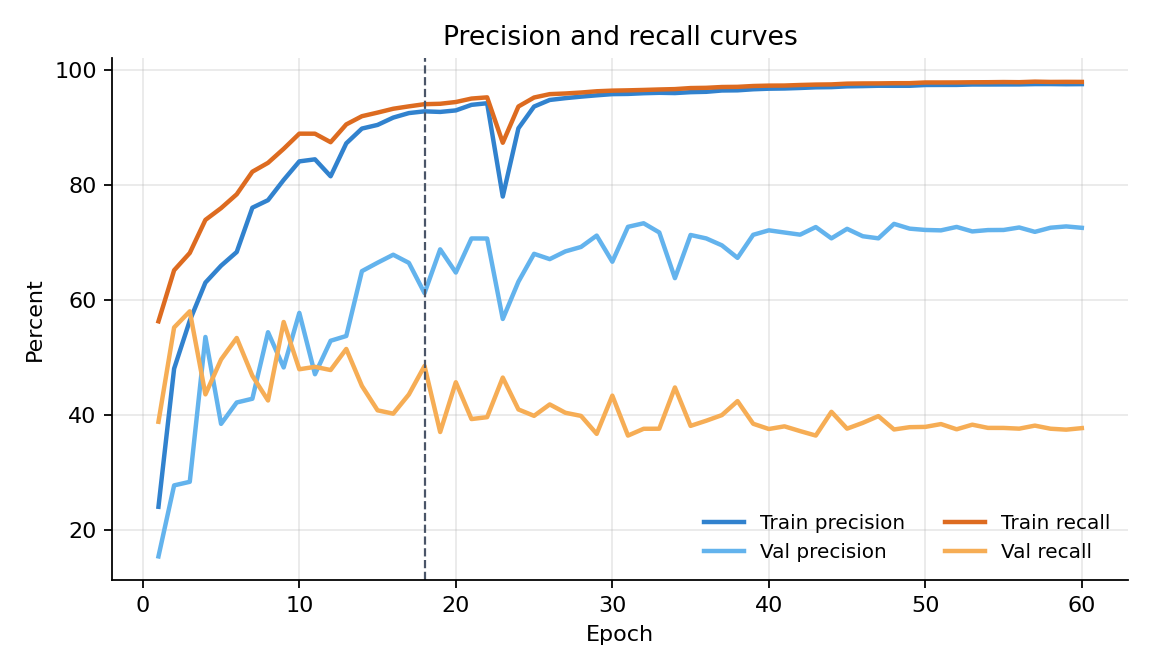 Precision and recall curves
100
80
60
40
20
Percent
Train precision
Val precision
Train recall
Val recall
0 10 20 30 40 50 60
Epoch